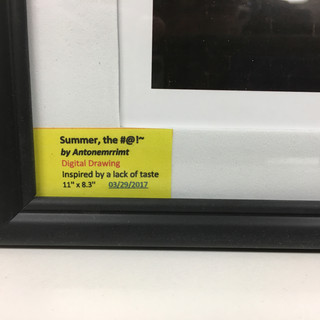 Summer, the #@!~
by Antonemrrimt
Digital Drawing
Inspired by a lack of taste
11" x 8.3" 03/29/2017